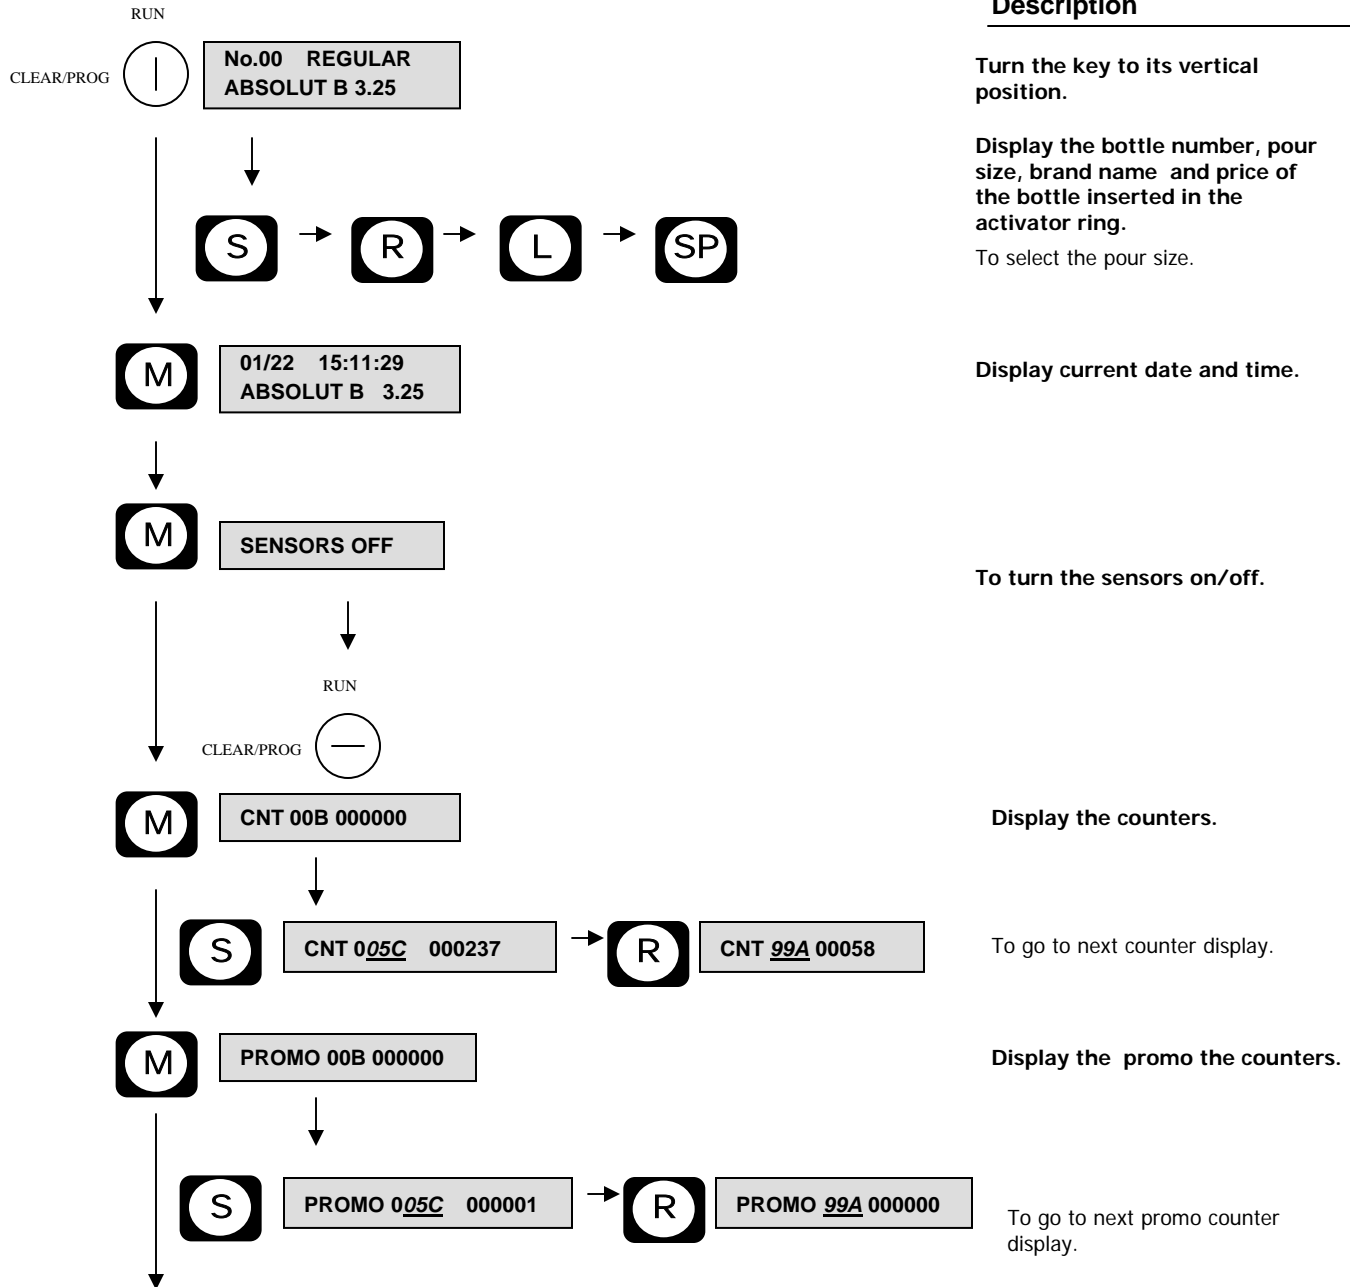 Description
RUN
CLEAR/PROG
No.00 REGULAR
ABSOLUT B 3.25
Turn the key to its vertical
position.
Display the bottle number, pour
size, brand name and price of
the bottle inserted in the
activator ring.
S R L SP
To select the pour size.
M
01/22 15:11:29
ABSOLUT B 3.25
Display current date and time.
M
SENSORS OFF
To turn the sensors on/off.
RUN
CLEAR/PROG
M
CNT 00B 000000
Display the counters.
S
CNT 005C 000237
R
CNT 99A 00058
To go to next counter display.
M
PROMO 00B 000000
Display the promo the counters.
S
PROMO 005C 000001
R
PROMO 99A 000000
To go to next promo counter
display.